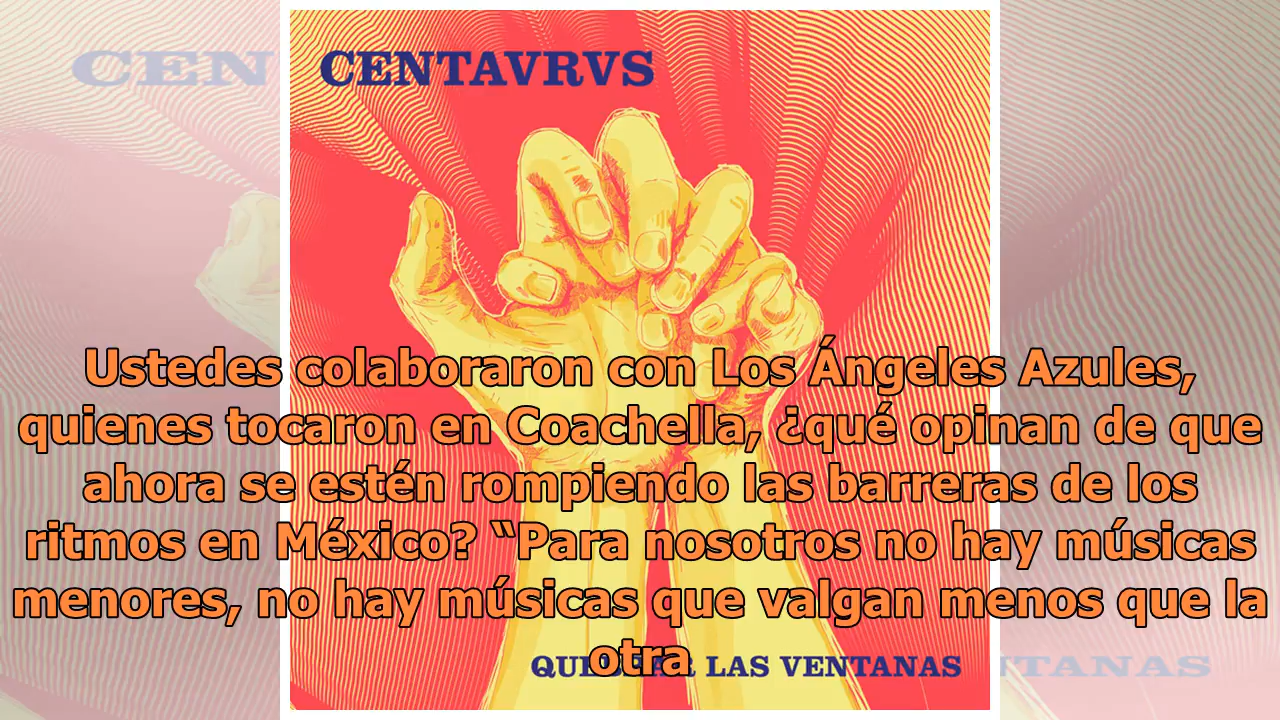 CENTAVRVS
CEN
Ustedes colaboraron con Los Ángeles Azules,
quienes tocaron en Coachella, ¿qué opinan de que
ahora se estén rompiendo las barreras de los
ritmos en México? “Para nosotros no hay músicas
menores, no hay músicas que valgan menos que la
otra
LAS VENTANAS
NTANAS